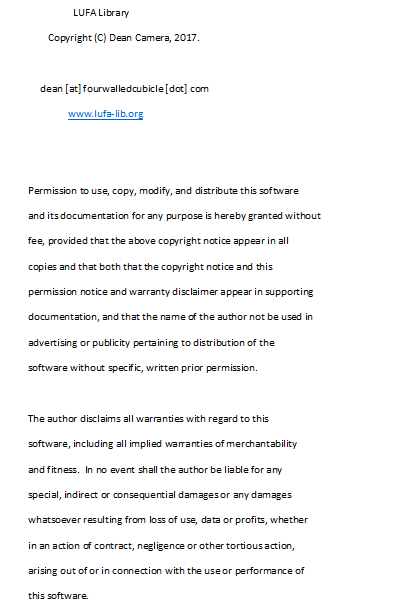 LUFA Library
Copyright (C) Dean Camera, 2017.
dean [at] fourwalledcubicle [dot] com
www.lufa-lib.org
Permission to use, copy, modify, and distribute this software
and its documentation for any purpose is hereby granted without
fee, provided that the above copyright notice appear in all
copies and that both that the copyright notice and this
permission notice and warranty disclaimer appear in supporting
documentation, and that the name of the author not be used in
advertising or publicity pertaining to distribution of the
software without specific, written prior permission.
The author disclaims all warranties with regard to this
software, including all implied warranties of merchantability
and fitness.  In no event shall the author be liable for any
special, indirect or consequential damages or any damages
whatsoever resulting from loss of use, data or profits, whether
in an action of contract, negligence or other tortious action,
arising out of or in connection with the use or performance of
this software.